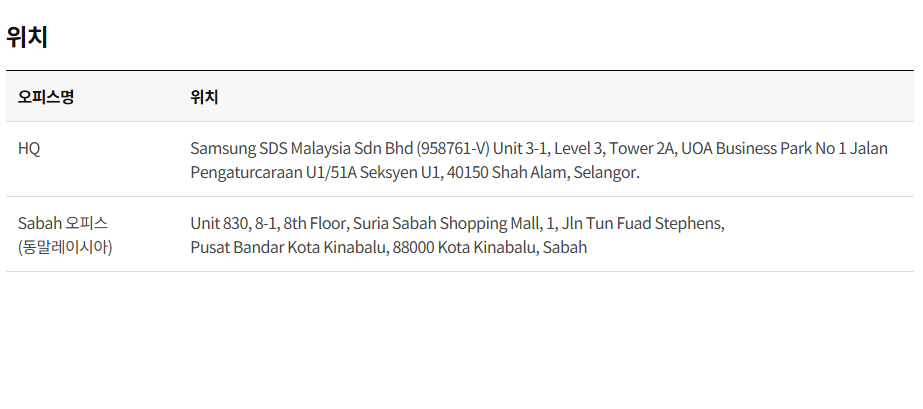 위치
오피스명 위치
HQ Samsung SDS Malaysia Sdn Bhd (958761-V) Unit 3-1, Level 3, Tower 2A, UOA Business Park No 1 Jalan
Pengaturcaraan U1/51A Seksyen U1, 40150 Shah Alam, Selangor.
Sabah 오피스 Unit 830, 8-1, 8th Floor, Suria Sabah Shopping Mall, 1, Jln Tun Fuad Stephens,
(동말레이시아) Pusat Bandar Kota Kinabalu, 88000 Kota Kinabalu, Sabah